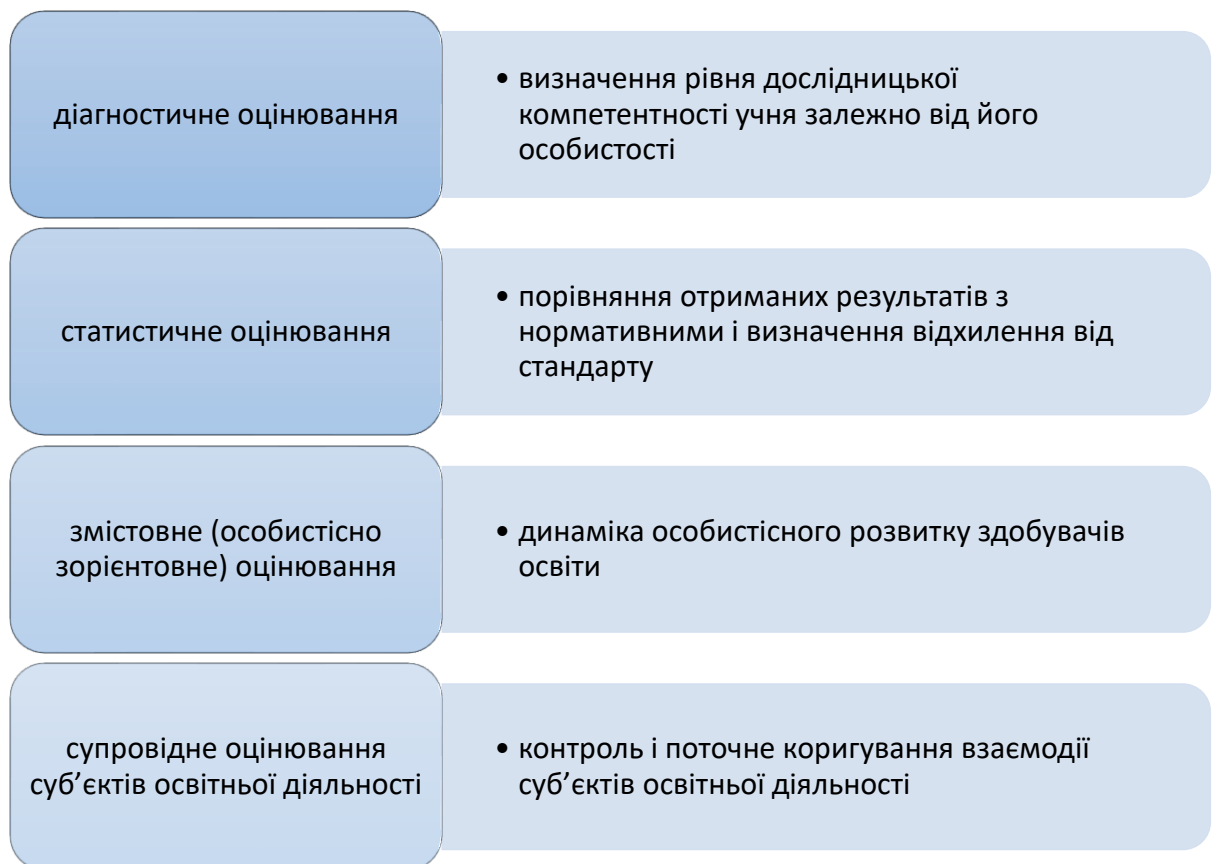 діагностичне оцінювання
• визначення рівня дослідницької
компетентності учня залежно від його
особистості
статистичне оцінювання
• порівняння отриманих результатів з
нормативними і визначення відхилення від
стандарту
змістовне (особистісно
зорієнтовне) оцінювання
• динаміка особистісного розвитку здобувачів
освіти
супровідне оцінювання
суб’єктів освітньої діяльності
• контроль і поточне коригування взаємодії
суб’єктів освітньої діяльності